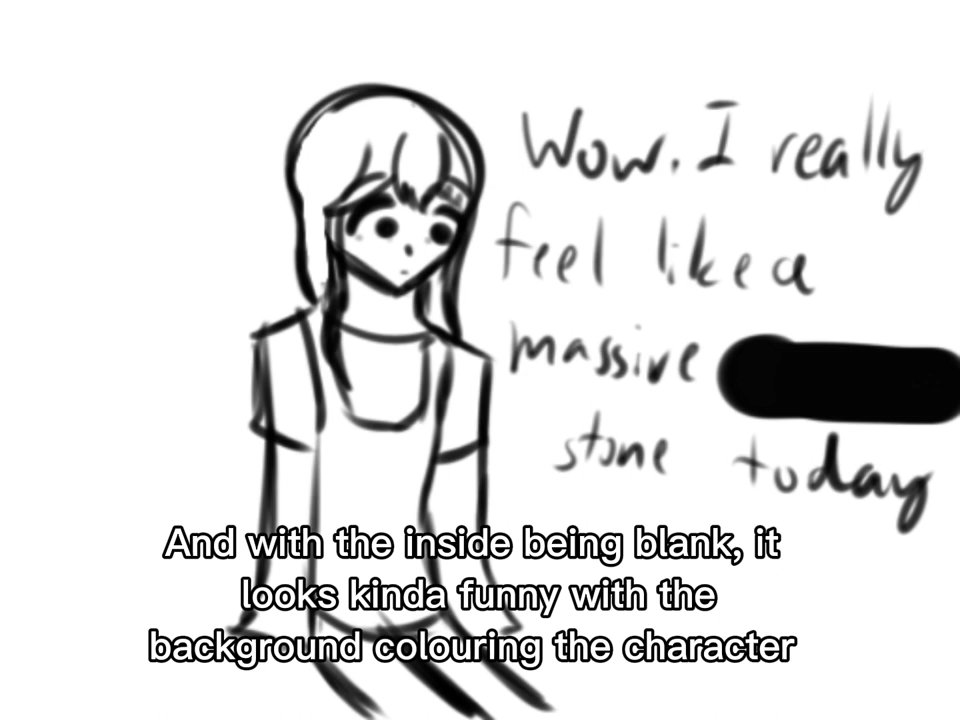 Wow. I really
feel like a
massive
stone today
And with the inside being blank, it
looks kinda funny with the
background colouring the character